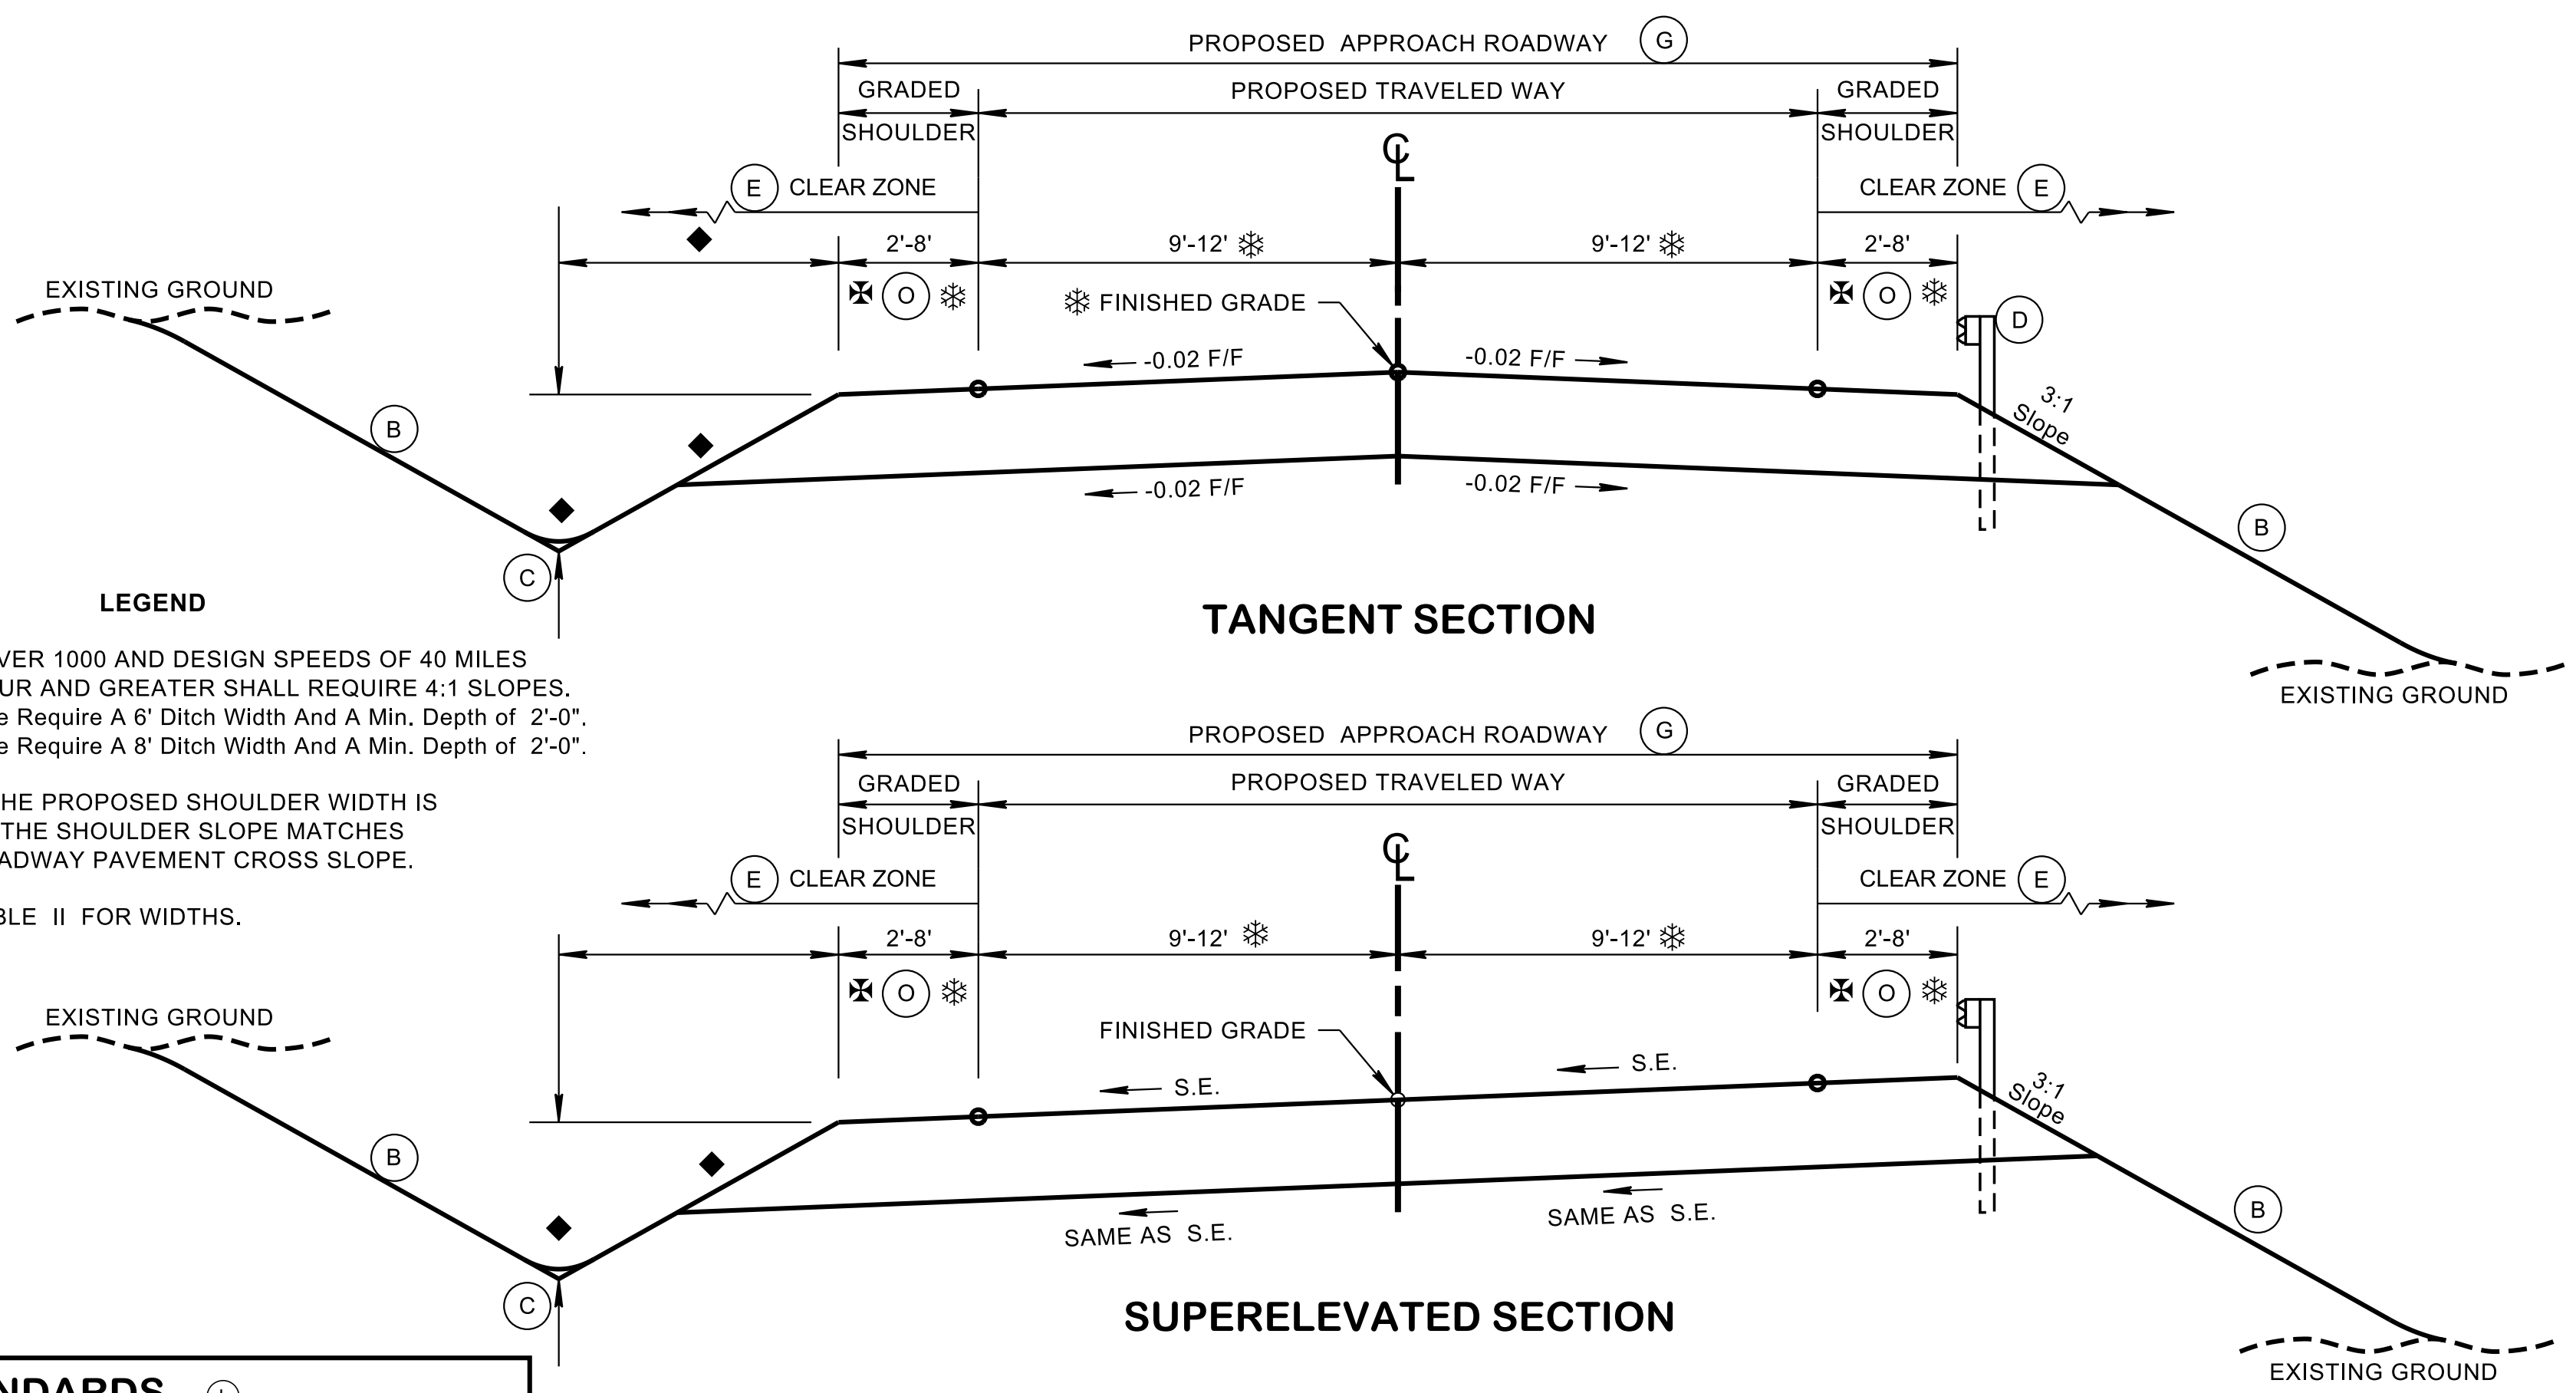 PROPOSED APPROACH ROADWAY G
GRADED SHOULDER
PROPOSED TRAVELED WAY
GRADED SHOULDER
℄
E CLEAR ZONE
CLEAR ZONE E
2'-8'
9'-12'
9'-12'
2'-8'
O
O
EXISTING GROUND
FINISHED GRADE
D
-0.02 F/F
-0.02 F/F
3:1 Slope
B
-0.02 F/F
-0.02 F/F
B
C
TANGENT SECTION
EXISTING GROUND
LEGEND
VER 1000 AND DESIGN SPEEDS OF 40 MILES
UR AND GREATER SHALL REQUIRE 4:1 SLOPES.
e Require A 6' Ditch Width And A Min. Depth of 2'-0".
e Require A 8' Ditch Width And A Min. Depth of 2'-0".
HE PROPOSED SHOULDER WIDTH IS
THE SHOULDER SLOPE MATCHES
ADWAY PAVEMENT CROSS SLOPE.
BLE II FOR WIDTHS.
PROPOSED APPROACH ROADWAY G
GRADED SHOULDER
PROPOSED TRAVELED WAY
GRADED SHOULDER
℄
E CLEAR ZONE
CLEAR ZONE E
2'-8'
9'-12'
9'-12'
2'-8'
O
O
EXISTING GROUND
FINISHED GRADE
S.E.
S.E.
3:1 Slope
B
SAME AS S.E.
SAME AS S.E.
B
C
SUPERELEVATED SECTION
EXISTING GROUND
NDARDS